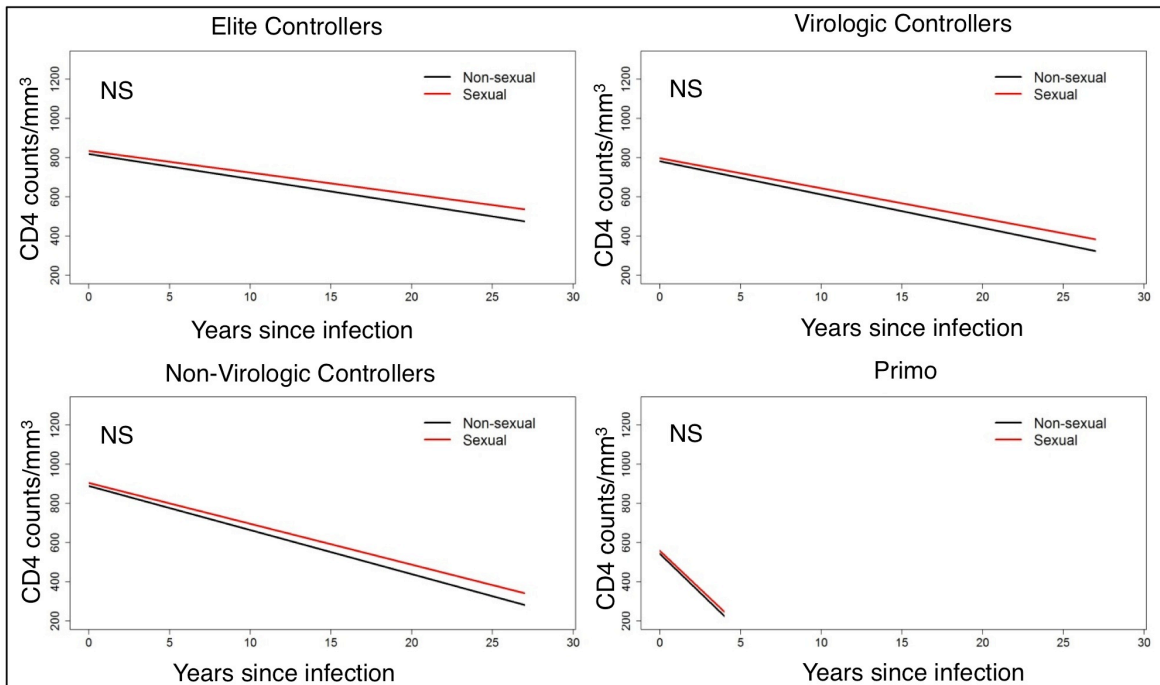 Elite Controllers
CD4 counts/mm³
1200
1000
800
600
400
200
NS
Non-sexual
Sexual
0 5 10 15 20 25 30
Years since infection
Virologic Controllers
CD4 counts/mm³
1200
1000
800
600
400
200
NS
Non-sexual
Sexual
0 5 10 15 20 25 30
Years since infection
Non-Virologic Controllers
CD4 counts/mm³
1200
1000
800
600
400
200
NS
Non-sexual
Sexual
0 5 10 15 20 25 30
Years since infection
Primo
CD4 counts/mm³
1200
1000
800
600
400
200
NS
Non-sexual
Sexual
0 5 10 15 20 25 30
Years since infection